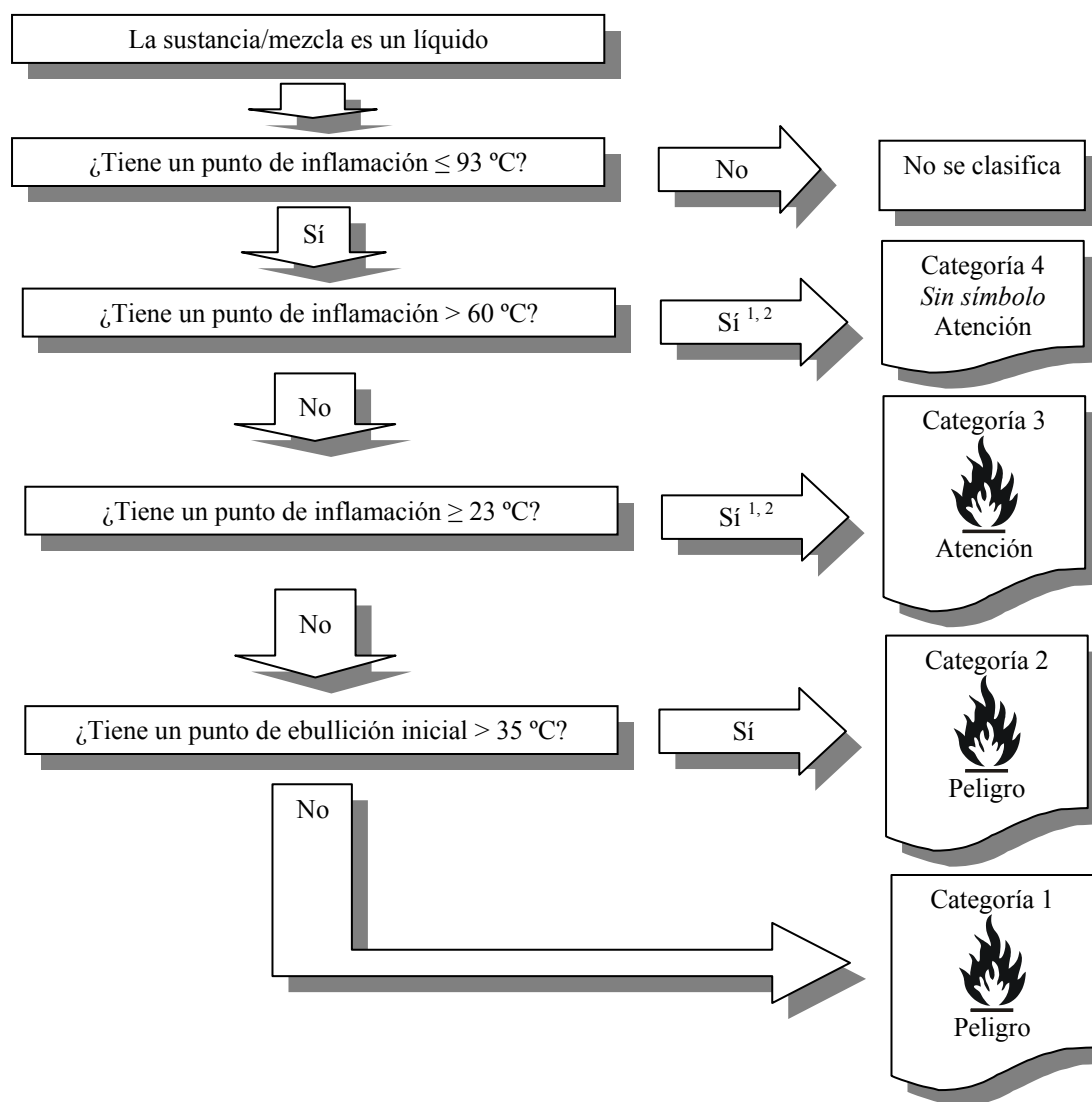 La sustancia/mezcla es un líquido
¿Tiene un punto de inflamación ≤ 93 ºC?
No
No se clasifica
Sí
¿Tiene un punto de inflamación > 60 ºC?
Sí 1, 2
Categoría 4
Sin símbolo
Atención
No
¿Tiene un punto de inflamación ≥ 23 ºC?
Sí 1, 2
Categoría 3
Atención
No
¿Tiene un punto de ebullición inicial > 35 ºC?
Sí
Categoría 2
Peligro
No
Categoría 1
Peligro